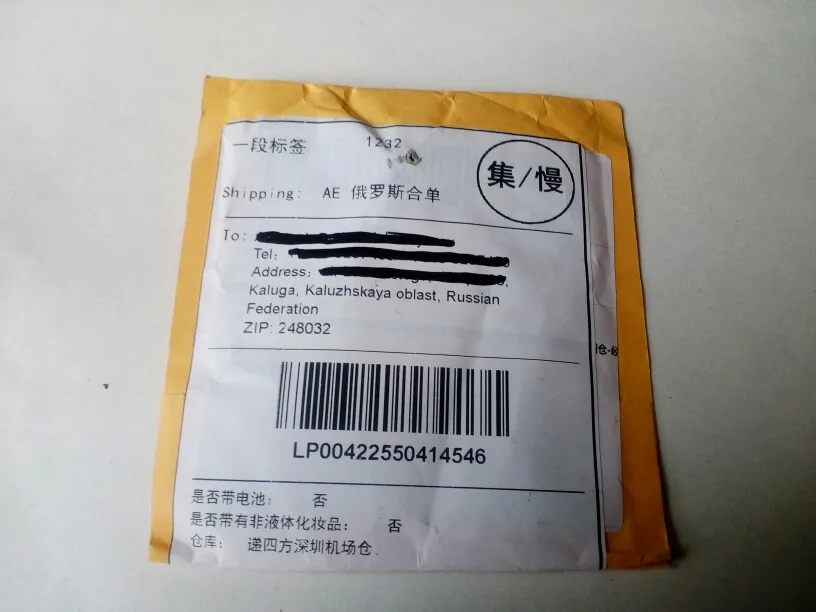 一段标签
1232
集/慢
Shipping: AE 俄罗斯合单
To:
Tel:
Address:
Kaluga, Kaluzhskaya oblast, Russian
Federation
ZIP: 248032
LP00422550414546
是否带电池： 否
是否带有非液体化妆品： 否
仓库： 递四方深圳机场仓